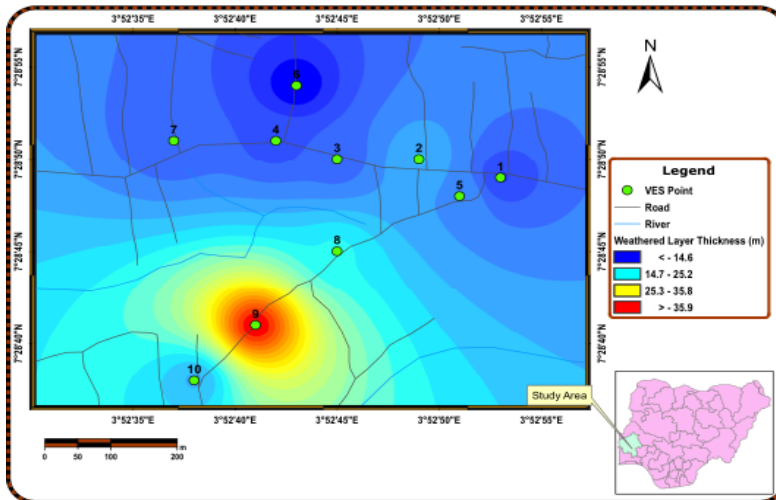 3°52'35"E 3°52'40"E 3°52'45"E 3°52'50"E 3°52'55"E
7°28'55"N 7°28'55"N
7°28'50"N 7°28'50"N
7°28'45"N 7°28'45"N
7°28'40"N 7°28'40"N
6
7
4
3
2
1
5
8
9
10
3°52'35"E 3°52'40"E 3°52'45"E 3°52'50"E 3°52'55"E
0 50 100 200
m
N
Legend
VES Point
Road
River
Weathered Layer Thickness (m)
< - 14.6
14.7 - 25.2
25.3 - 35.8
> - 35.9
Study Area